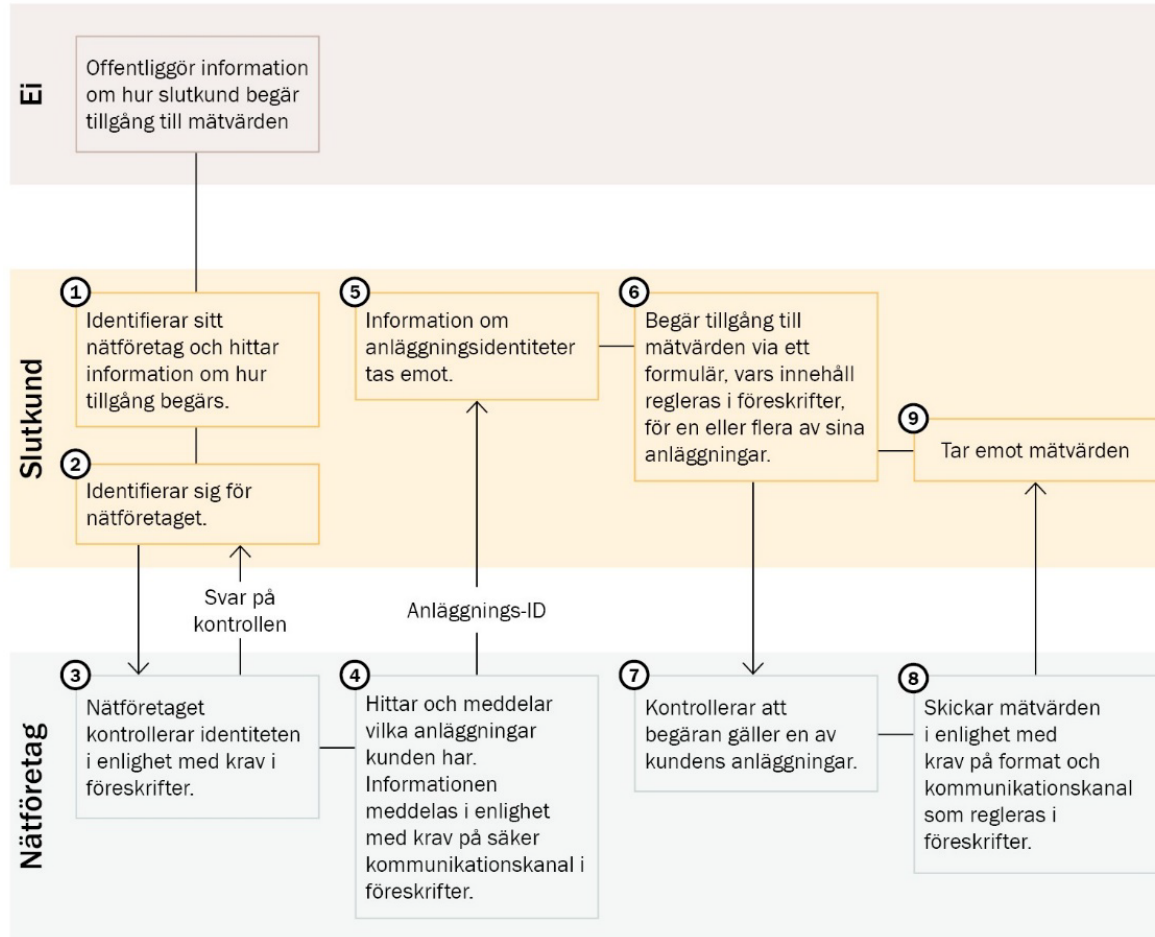 Ei
Offentliggör information
om hur slutkund begär
tillgång till mätvärden
Slutkund
1
Identifierar sitt
nätföretag och hittar
information om hur
tillgång begärs.
2
Identifierar sig för
nätföretaget.
5
Information om
anläggningsidentiteter
tas emot.
6
Begär tillgång till
mätvärden via ett
formulär, vars innehåll
regleras i föreskrifter,
för en eller flera av sina
anläggningar.
9
Tar emot mätvärden
Svar på
kontrollen
Anläggnings-ID
Nätföretag
3
Nätföretaget
kontrollerar identiteten
i enlighet med krav i
föreskrifter.
4
Hittar och meddelar
vilka anläggningar
kunden har.
Informationen
meddelas i enlighet
med krav på säker
kommunikationskanal i
föreskrifter.
7
Kontrollerar att
begäran gäller en av
kundens anläggningar.
8
Skickar mätvärden
i enlighet med
krav på format och
kommunikationskanal
som regleras i
föreskrifter.